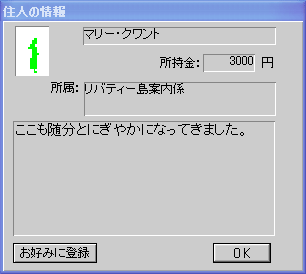 住人の情報
マリー・クワント
所持金: 3000 円
所属: リバティー島案内係
ここも随分とにぎやかになってきました。
お好みに登録 OK